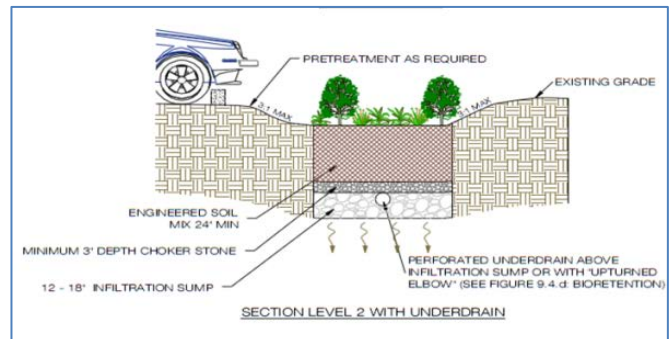 PRETREATMENT AS REQUIRED
EXISTING GRADE
3:1 MAX
3:1 MAX
ENGINEERED SOIL
MIX 24" MIN
MINIMUM 3" DEPTH CHOKER STONE
12 - 18" INFILTRATION SUMP
PERFORATED UNDERDRAIN ABOVE
INFILTRATION SUMP OR WITH "UPTURNED
ELBOW" (SEE FIGURE 9.4.d: BIORETENTION)
SECTION LEVEL 2 WITH UNDERDRAIN